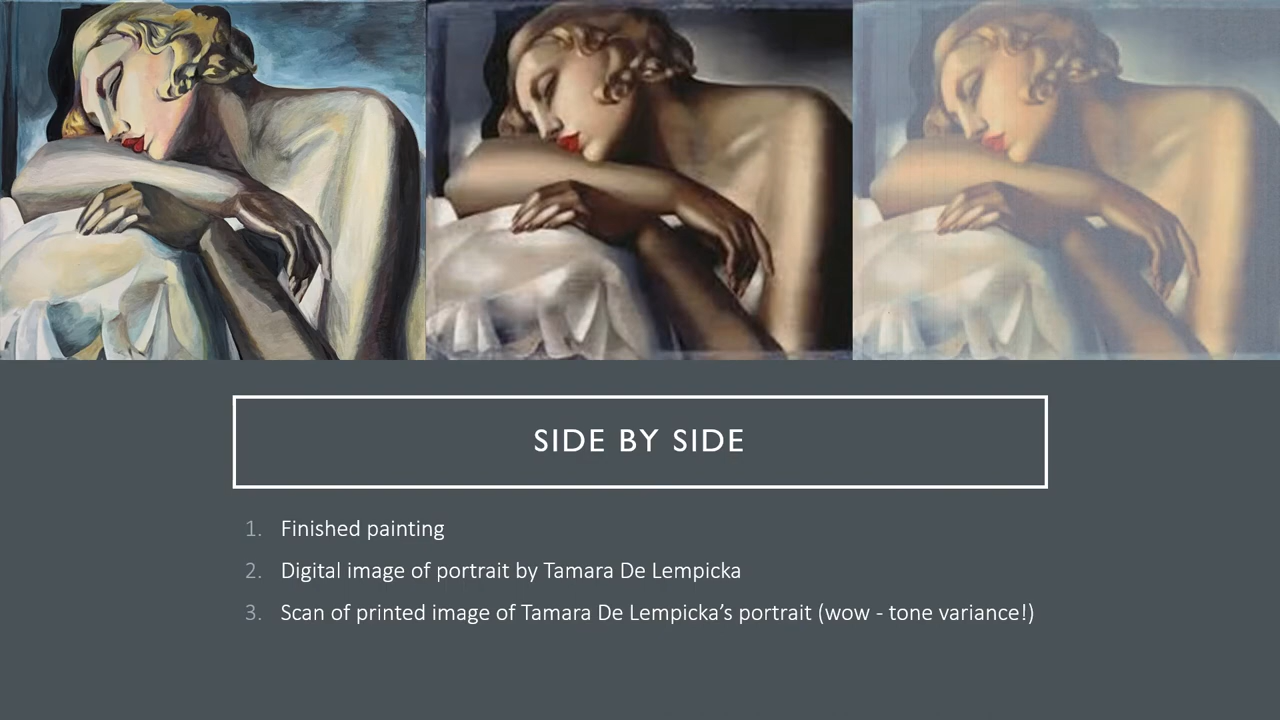 SIDE BY SIDE
1. Finished painting
2. Digital image of portrait by Tamara De Lempicka
3. Scan of printed image of Tamara De Lempicka’s portrait (wow - tone variance!)